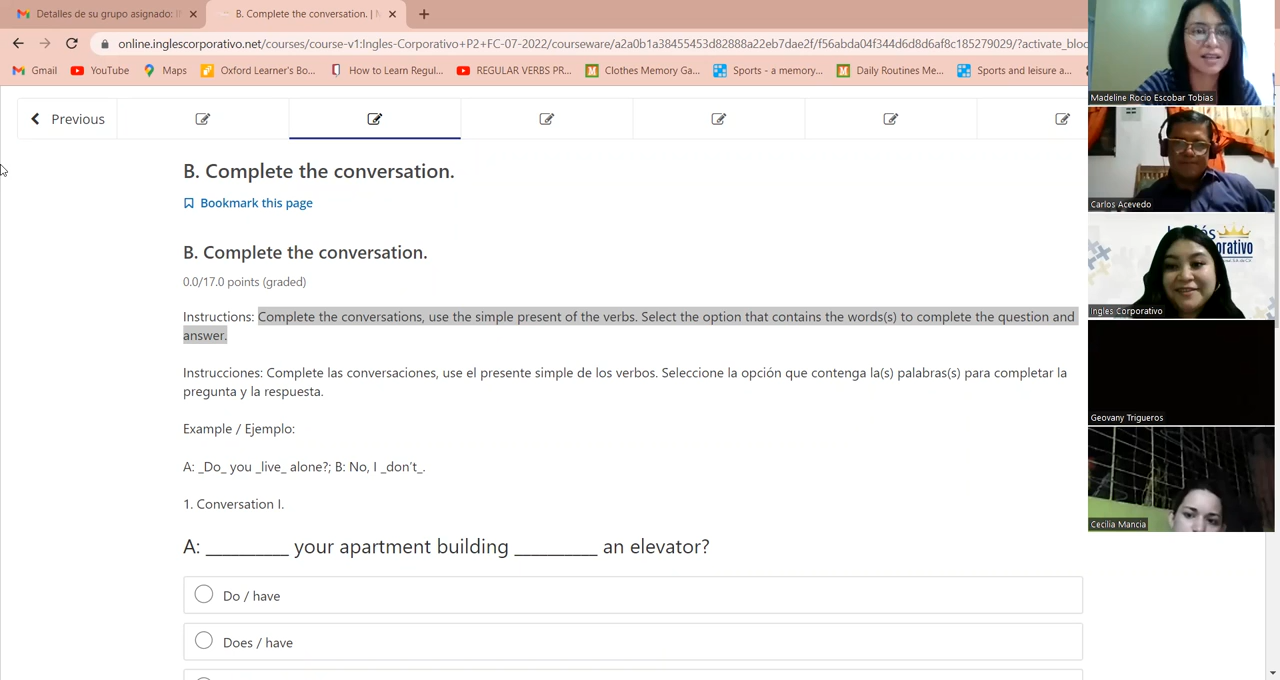 Detalles de su grupo asignado: I
B. Complete the conversation. |
online.inglescorporativo.net/courses/course-v1:Ingles-Corporativo+P2+FC-07-2022/courseware/a2a0b1a38455453d82888a22eb7dae2f/f56abda04f344d6d8d6af8c185279029/?activate_bloc
Gmail YouTube Maps Oxford Learner's Bo... How to Learn Regul... REGULAR VERBS PR... Clothes Memory Ga... Sports - a memory... Daily Routines Me... Sports and leisure a...
Madeline Rocio Escobar Tobias
Previous
B. Complete the conversation.
Bookmark this page
Carlos Acevedo
B. Complete the conversation.
0.0/17.0 points (graded)
Instructions: Complete the conversations, use the simple present of the verbs. Select the option that contains the words(s) to complete the question and
answer.
Ingles Corporativo
Instrucciones: Complete las conversaciones, use el presente simple de los verbos. Seleccione la opción que contenga la(s) palabras(s) para completar la
pregunta y la respuesta.
Geovany Trigueros
Example / Ejemplo:
A: _Do_ you _live_ alone?; B: No, I _don't_.
1. Conversation I.
Cecilia Mancia
A: __________ your apartment building __________ an elevator?
Do / have
Does / have